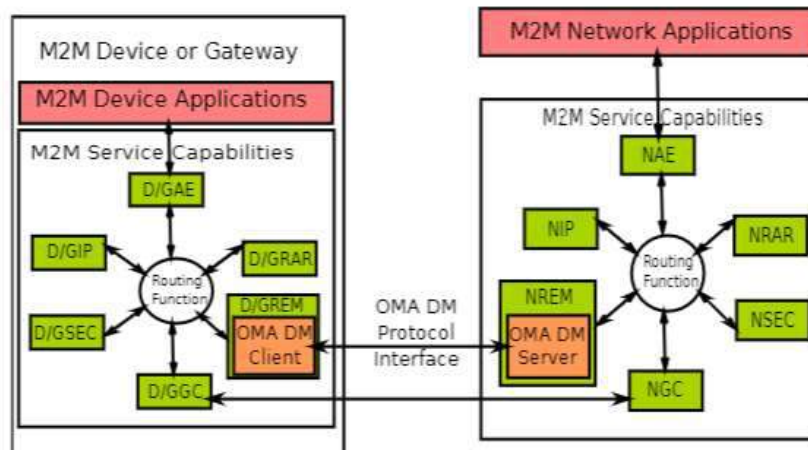 M2M Device or Gateway
M2M Device Applications
M2M Service Capabilities
D/GAE
D/GIP
D/GRAR
Routing
Function
D/GREM
D/GSEC
OMA DM
Client
D/GGC
OMA DM
Protocol
Interface
M2M Network Applications
M2M Service Capabilities
NAE
NIP
NRAR
Routing
Function
NREM
NSEC
OMA DM
Server
NGC